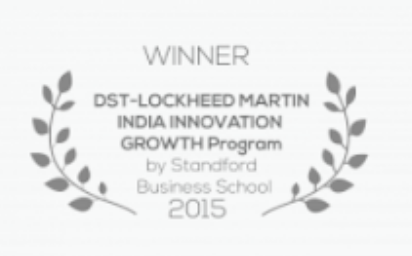 WINNER
DST-LOCKHEED MARTIN
INDIA INNOVATION
GROWTH Program
by Standford
Business School
2015